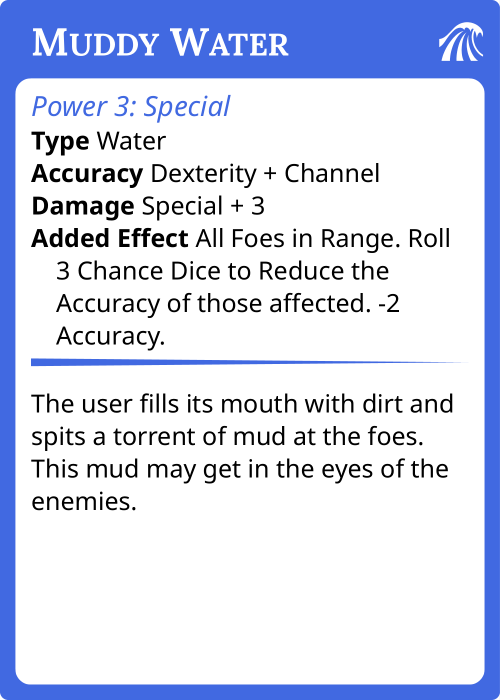 Muddy Water
Power 3: Special
Type Water
Accuracy Dexterity + Channel
Damage Special + 3
Added Effect All Foes in Range. Roll
3 Chance Dice to Reduce the
Accuracy of those affected. -2
Accuracy.
The user fills its mouth with dirt and
spits a torrent of mud at the foes.
This mud may get in the eyes of the
enemies.